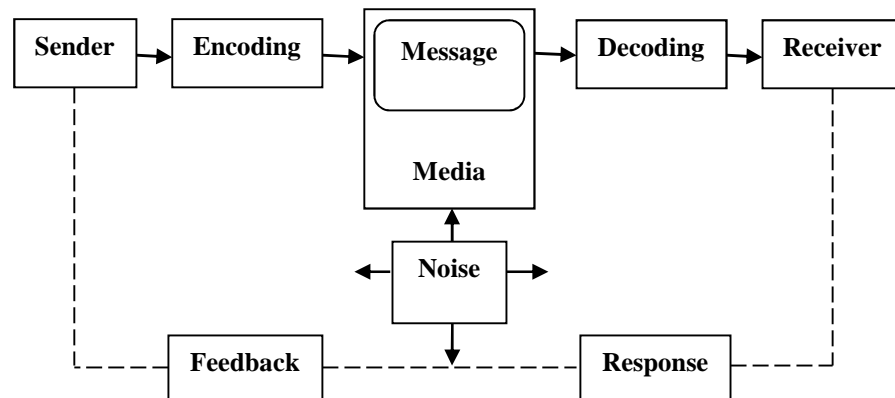 Sender
Encoding
Message
Decoding
Receiver
Media
Noise
Feedback
Response